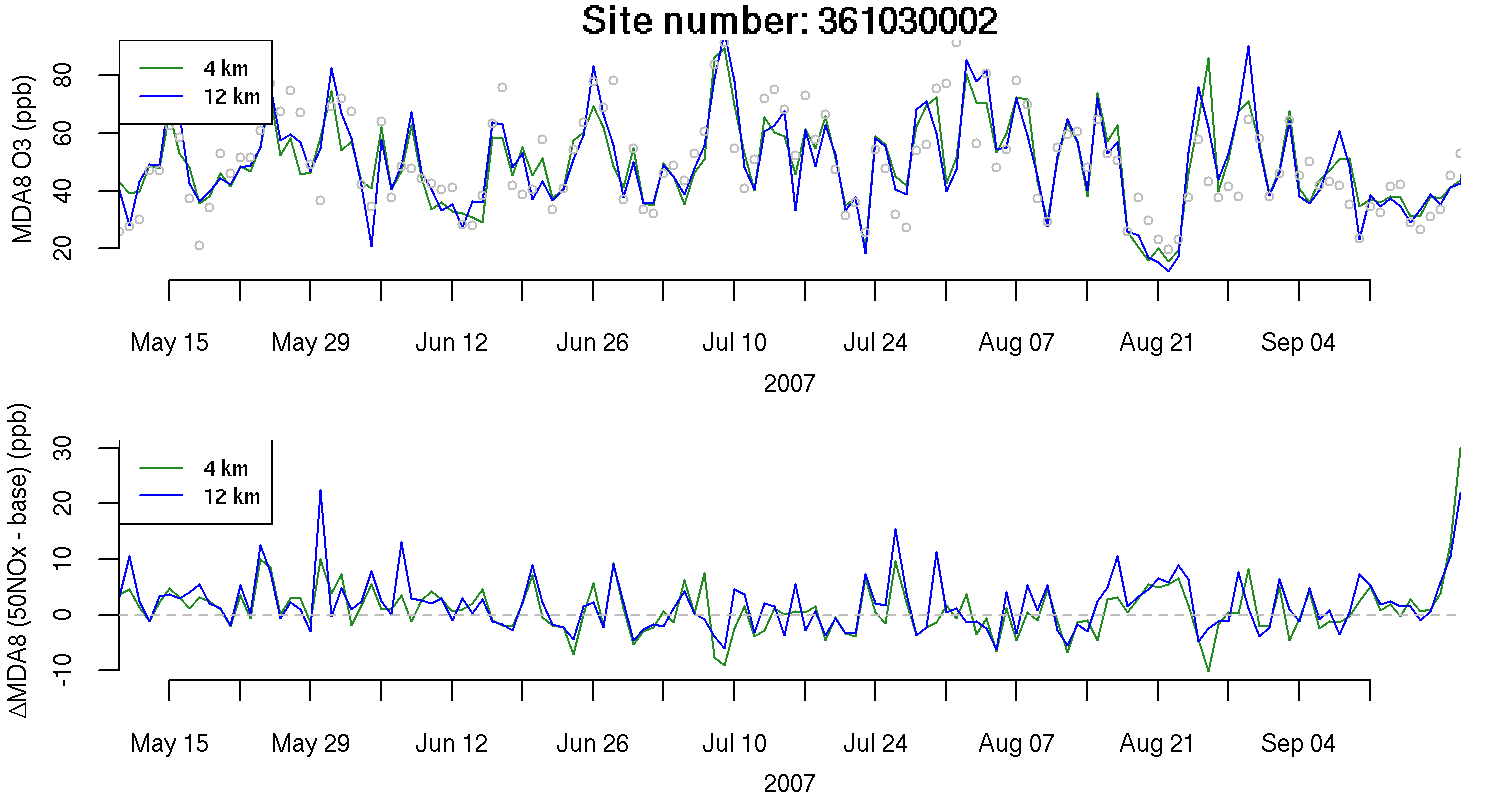 Site number: 361030002
MDA8 O3 (ppb)
80
60
40
20
4 km
12 km
May 15 May 29 Jun 12 Jun 26 Jul 10 Jul 24 Aug 07 Aug 21 Sep 04
2007
ΔMDA8 (50NOx - base) (ppb)
30
20
10
0
-10
4 km
12 km
May 15 May 29 Jun 12 Jun 26 Jul 10 Jul 24 Aug 07 Aug 21 Sep 04
2007